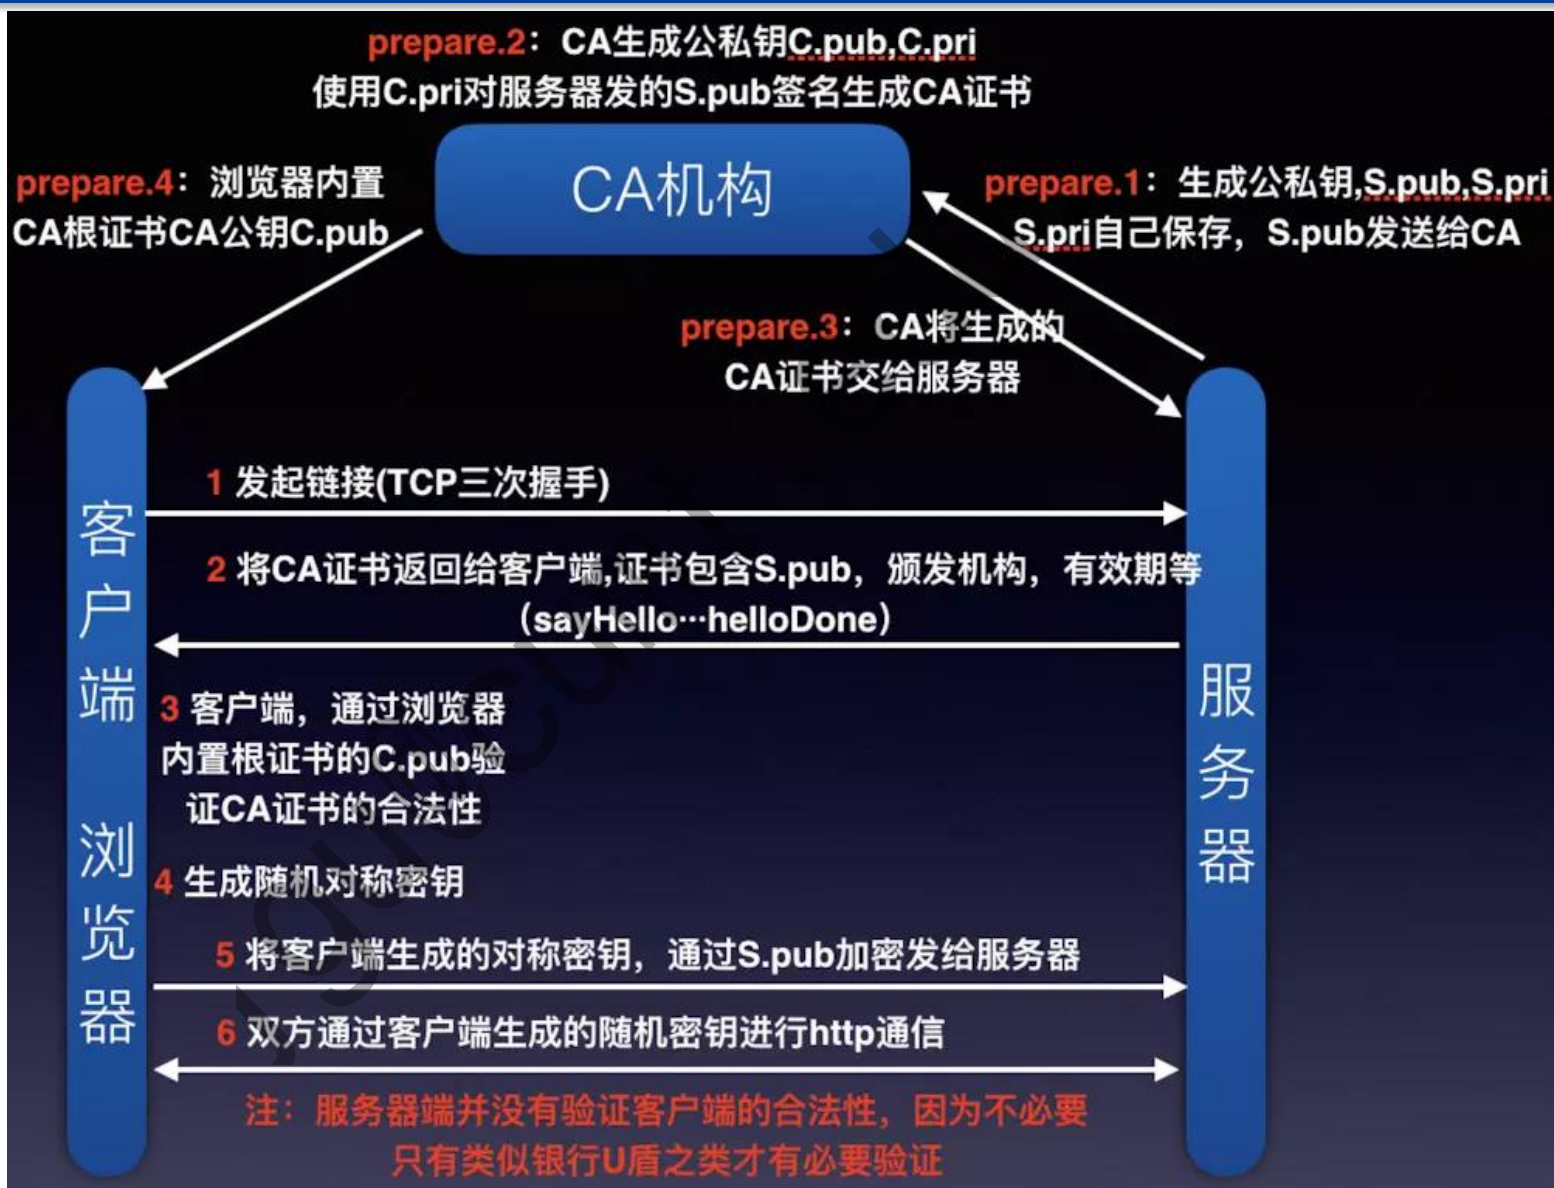 prepare.2：CA生成公私钥C.pub,C.pri
使用C.pri对服务器发的S.pub签名生成CA证书
CA机构
prepare.4：浏览器内置
CA根证书CA公钥C.pub
prepare.1：生成公私钥,S.pub,S.pri
S.pri自己保存，S.pub发送给CA
prepare.3：CA将生成的
CA证书交给服务器
客户端 浏览器
1 发起链接(TCP三次握手)
2 将CA证书返回给客户端,证书包含S.pub，颁发机构，有效期等
（sayHello···helloDone）
3 客户端，通过浏览器
内置根证书的C.pub验
证CA证书的合法性
4 生成随机对称密钥
5 将客户端生成的对称密钥，通过S.pub加密发给服务器
6 双方通过客户端生成的随机密钥进行http通信
服务器
注：服务器端并没有验证客户端的合法性，因为不必要
只有类似银行U盾之类才有必要验证